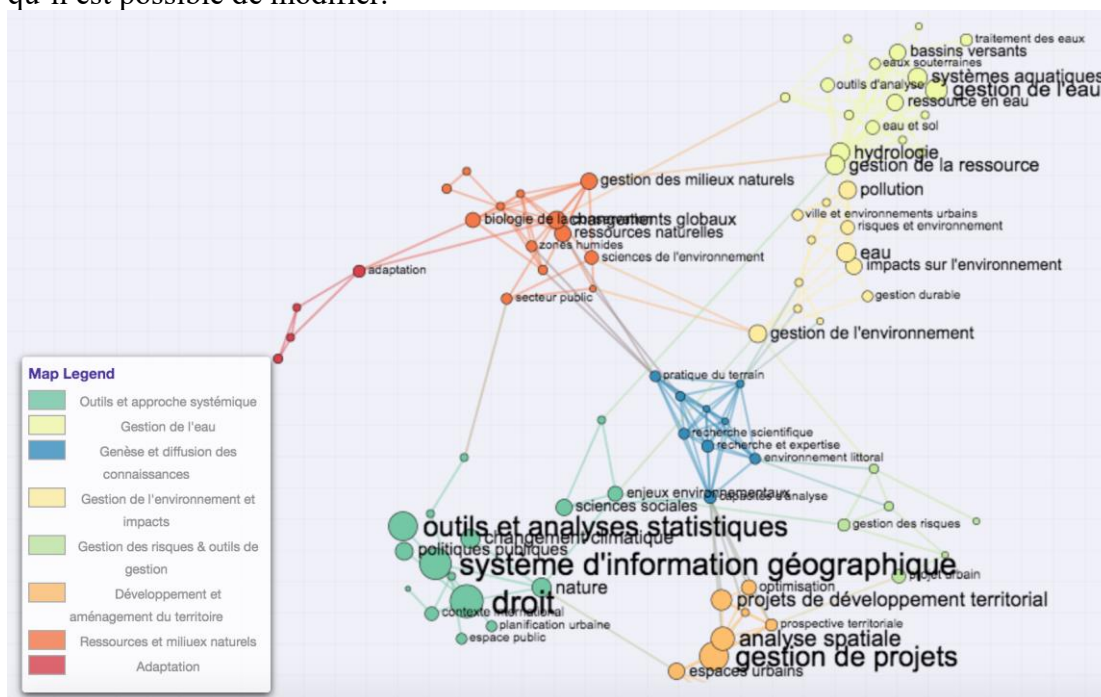 qu'il est possible de modifier.
traitement des eaux
bassins versants
eaux souterraines
systèmes aquatiques
outils d'analyse
gestion de l'eau
ressource en eau
eau et sol
hydrologie
gestion de la ressource
gestion des milieux naturels
pollution
ville et environnements urbains
biologie de la conservation
changements globaux
risques et environnement
ressources naturelles
zones humides
eau
sciences de l'environnement
impacts sur l'environnement
adaptation
secteur public
gestion durable
gestion de l'environnement
pratique du terrain
recherche scientifique
recherche et expertise
environnement littoral
enjeux environnementaux
capacités d'analyse
sciences sociales
outils et analyses statistiques
gestion des risques
changement climatique
politiques publiques
système d'information géographique
projet urbain
nature
optimisation
droit
projets de développement territorial
contexte international
planification urbaine
prospective territoriale
espace public
analyse spatiale
gestion de projets
espaces urbains
Map Legend
Outils et approche systémique
Gestion de l'eau
Genèse et diffusion des
connaissances
Gestion de l'environnement et
impacts
Gestion des risques & outils de
gestion
Développement et
aménagement du territoire
Ressources et miliuex naturels
Adaptation